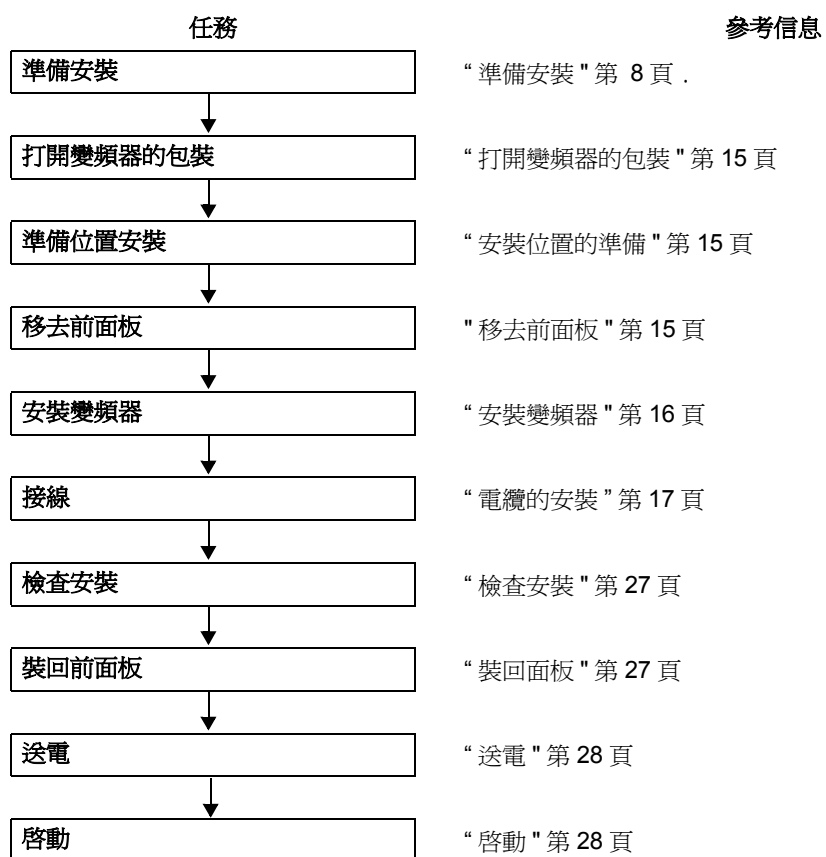 任務 參考信息
準備安裝 “ 準備安裝 " 第 8 頁 .
打開變頻器的包裝 “ 打開變頻器的包裝 " 第 15 頁
準備位置安裝 “ 安裝位置的準備 " 第 15 頁
移去前面板 " 移去前面板 " 第 15 頁
安裝變頻器 “ 安裝變頻器 " 第 16 頁
接線 “ 電纜的安裝 ” 第 17 頁
檢查安裝 “ 檢查安裝 " 第 27 頁
裝回前面板 “ 裝回面板 " 第 27 頁
送電 “ 送電 " 第 28 頁
啓動 “ 啓動 " 第 28 頁